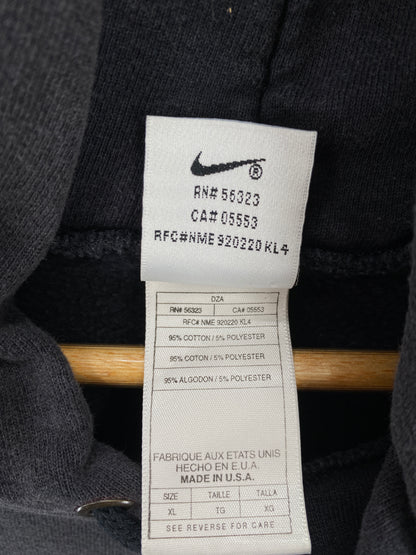 ®
RN# 56323
CA# 05553
RFC#NME 920220 KL4
DZA
RN# 56323 CA# 05553
RFC# NME 920220 KL4
95% COTTON / 5% POLYESTER
95% COTON / 5% POLYESTER
95% ALGODON / 5% POLYESTER
FABRIQUE AUX ETATS UNIS
HECHO EN E.U.A.
MADE IN U.S.A.
SIZE TAILLE TALLA
XL TG XG
SEE REVERSE FOR CARE